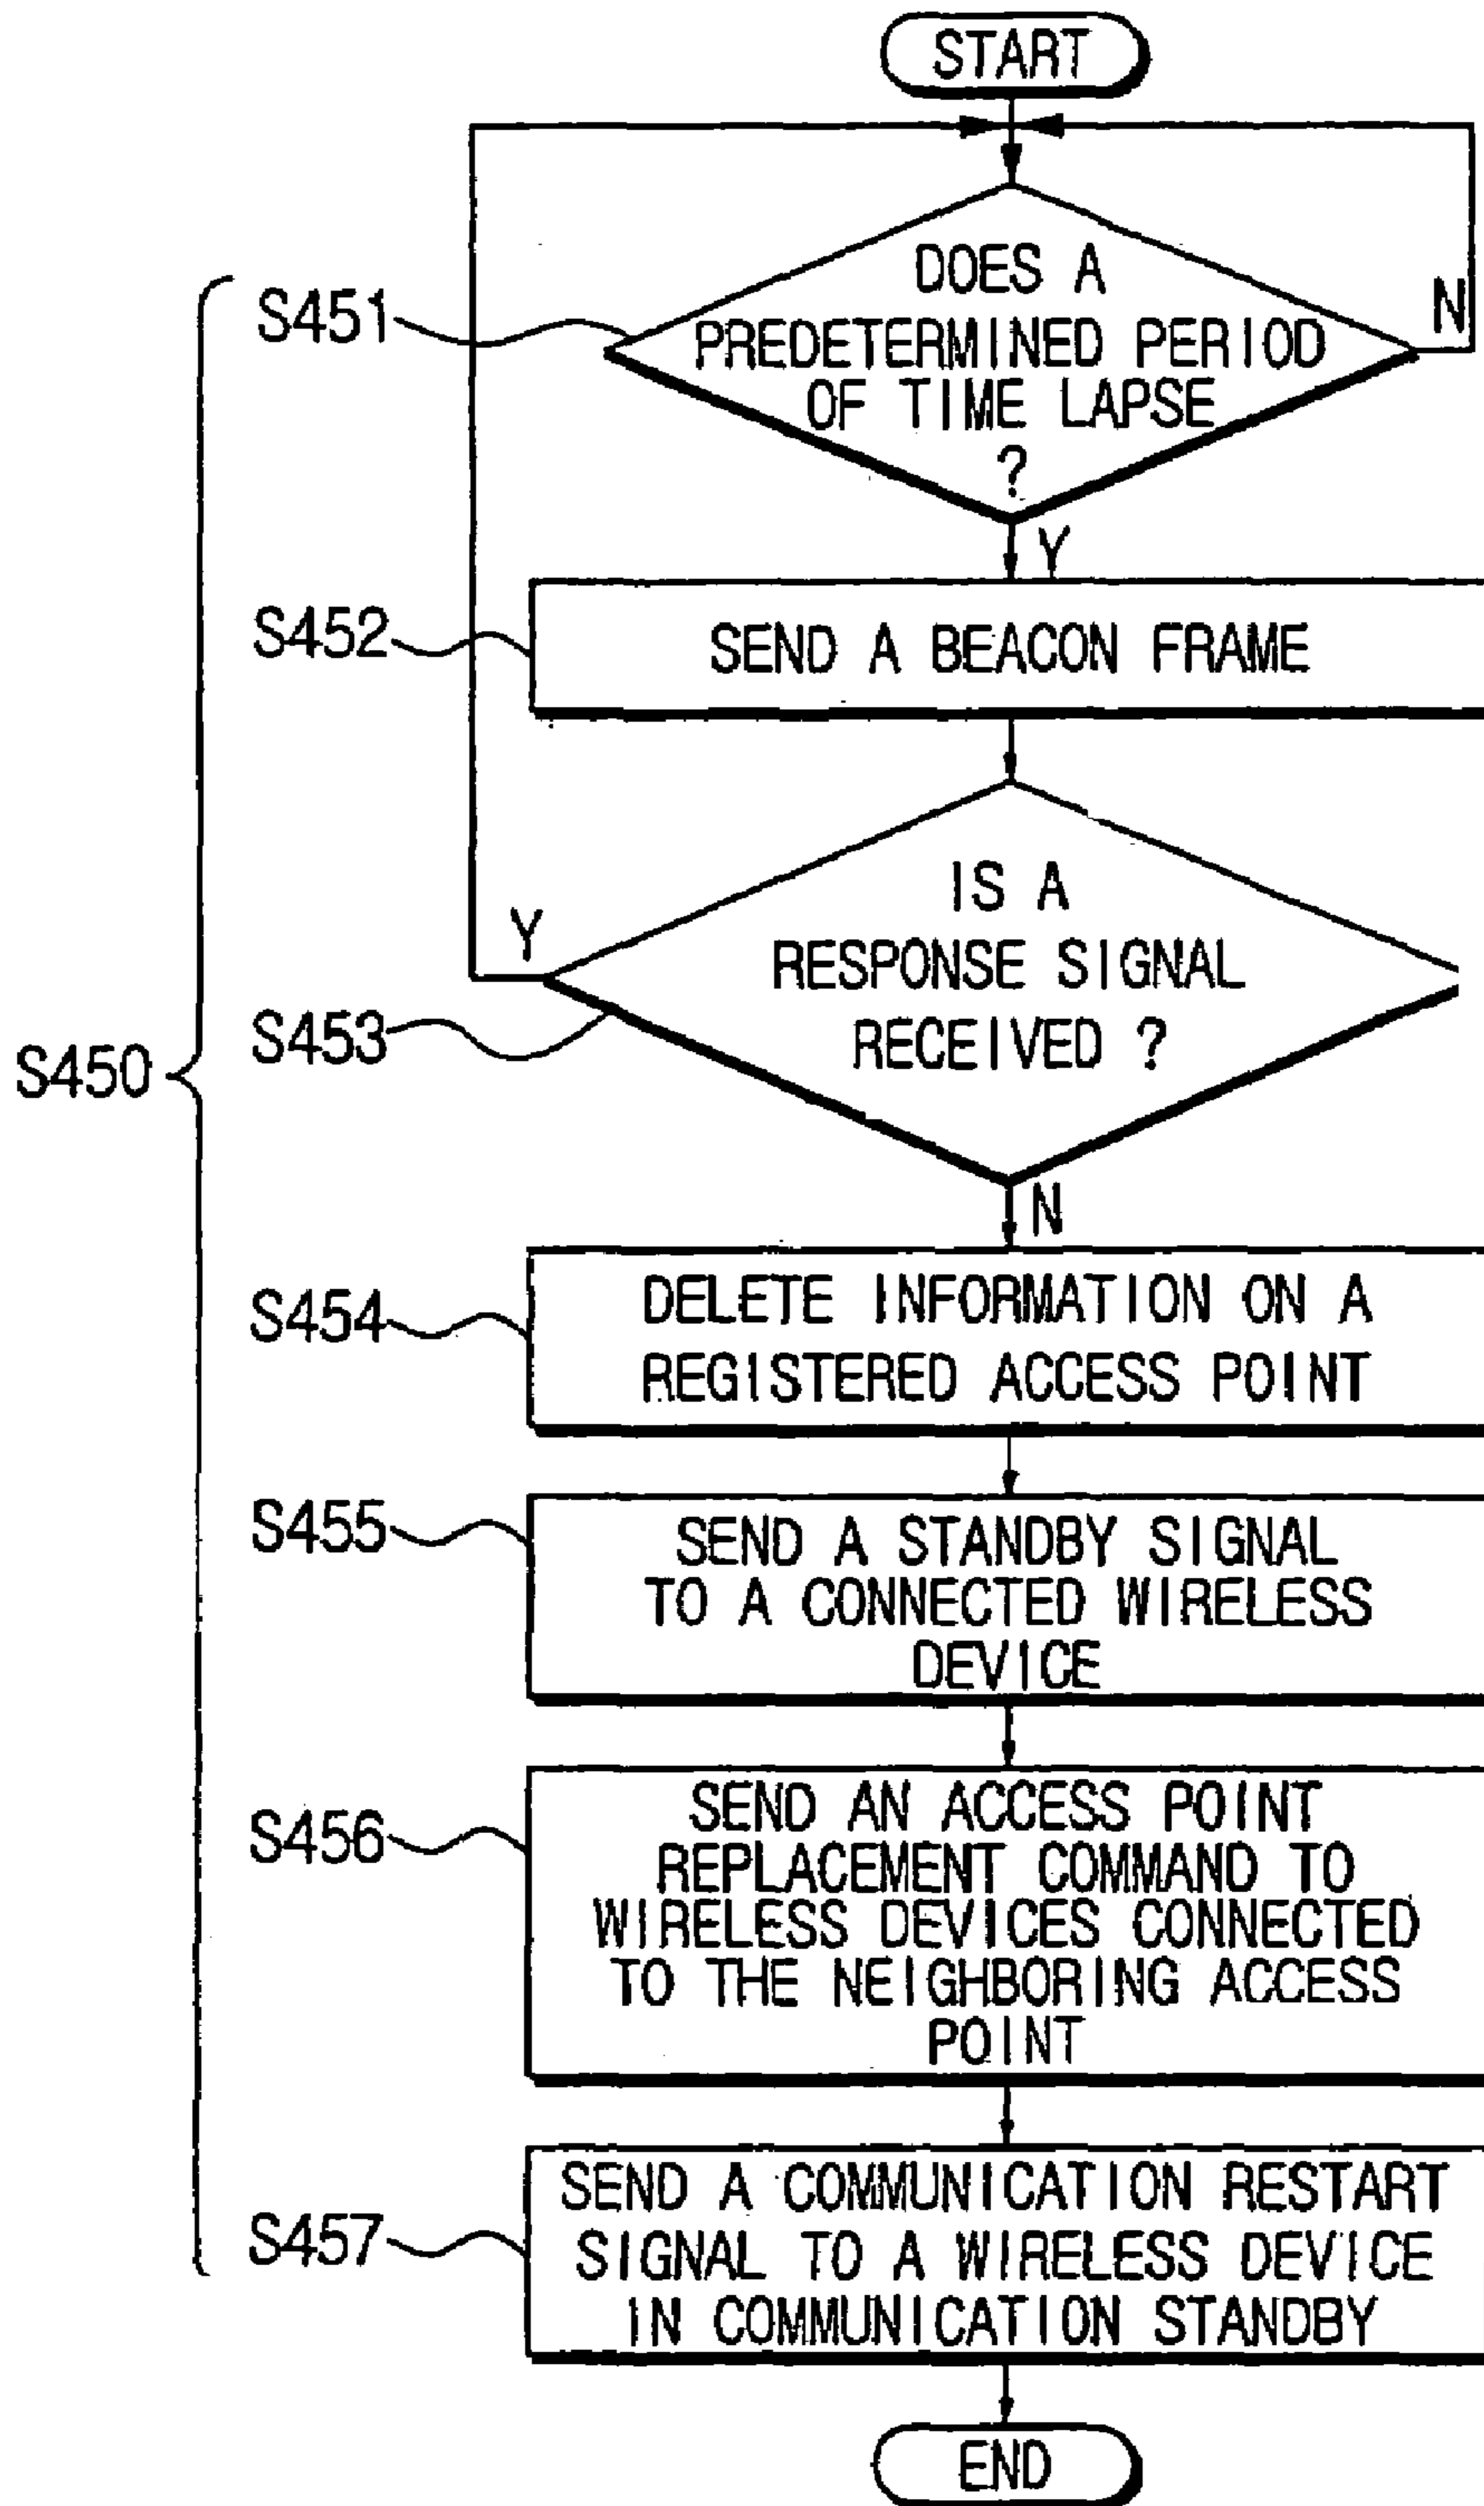 START
S451
DOES A
PREDETERMINED PERIOD
OF TIME LAPSE
?
N
Y
S452
SEND A BEACON FRAME
IS A
RESPONSE SIGNAL
RECEIVED ?
Y
S453
S450
N
S454
DELETE INFORMATION ON A
REGISTERED ACCESS POINT
S455
SEND A STANDBY SIGNAL
TO A CONNECTED WIRELESS
DEVICE
S456
SEND AN ACCESS POINT
REPLACEMENT COMMAND TO
WIRELESS DEVICES CONNECTED
TO THE NEIGHBORING ACCESS
POINT
S457
SEND A COMMUNICATION RESTART
SIGNAL TO A WIRELESS DEVICE
IN COMMUNICATION STANDBY
END